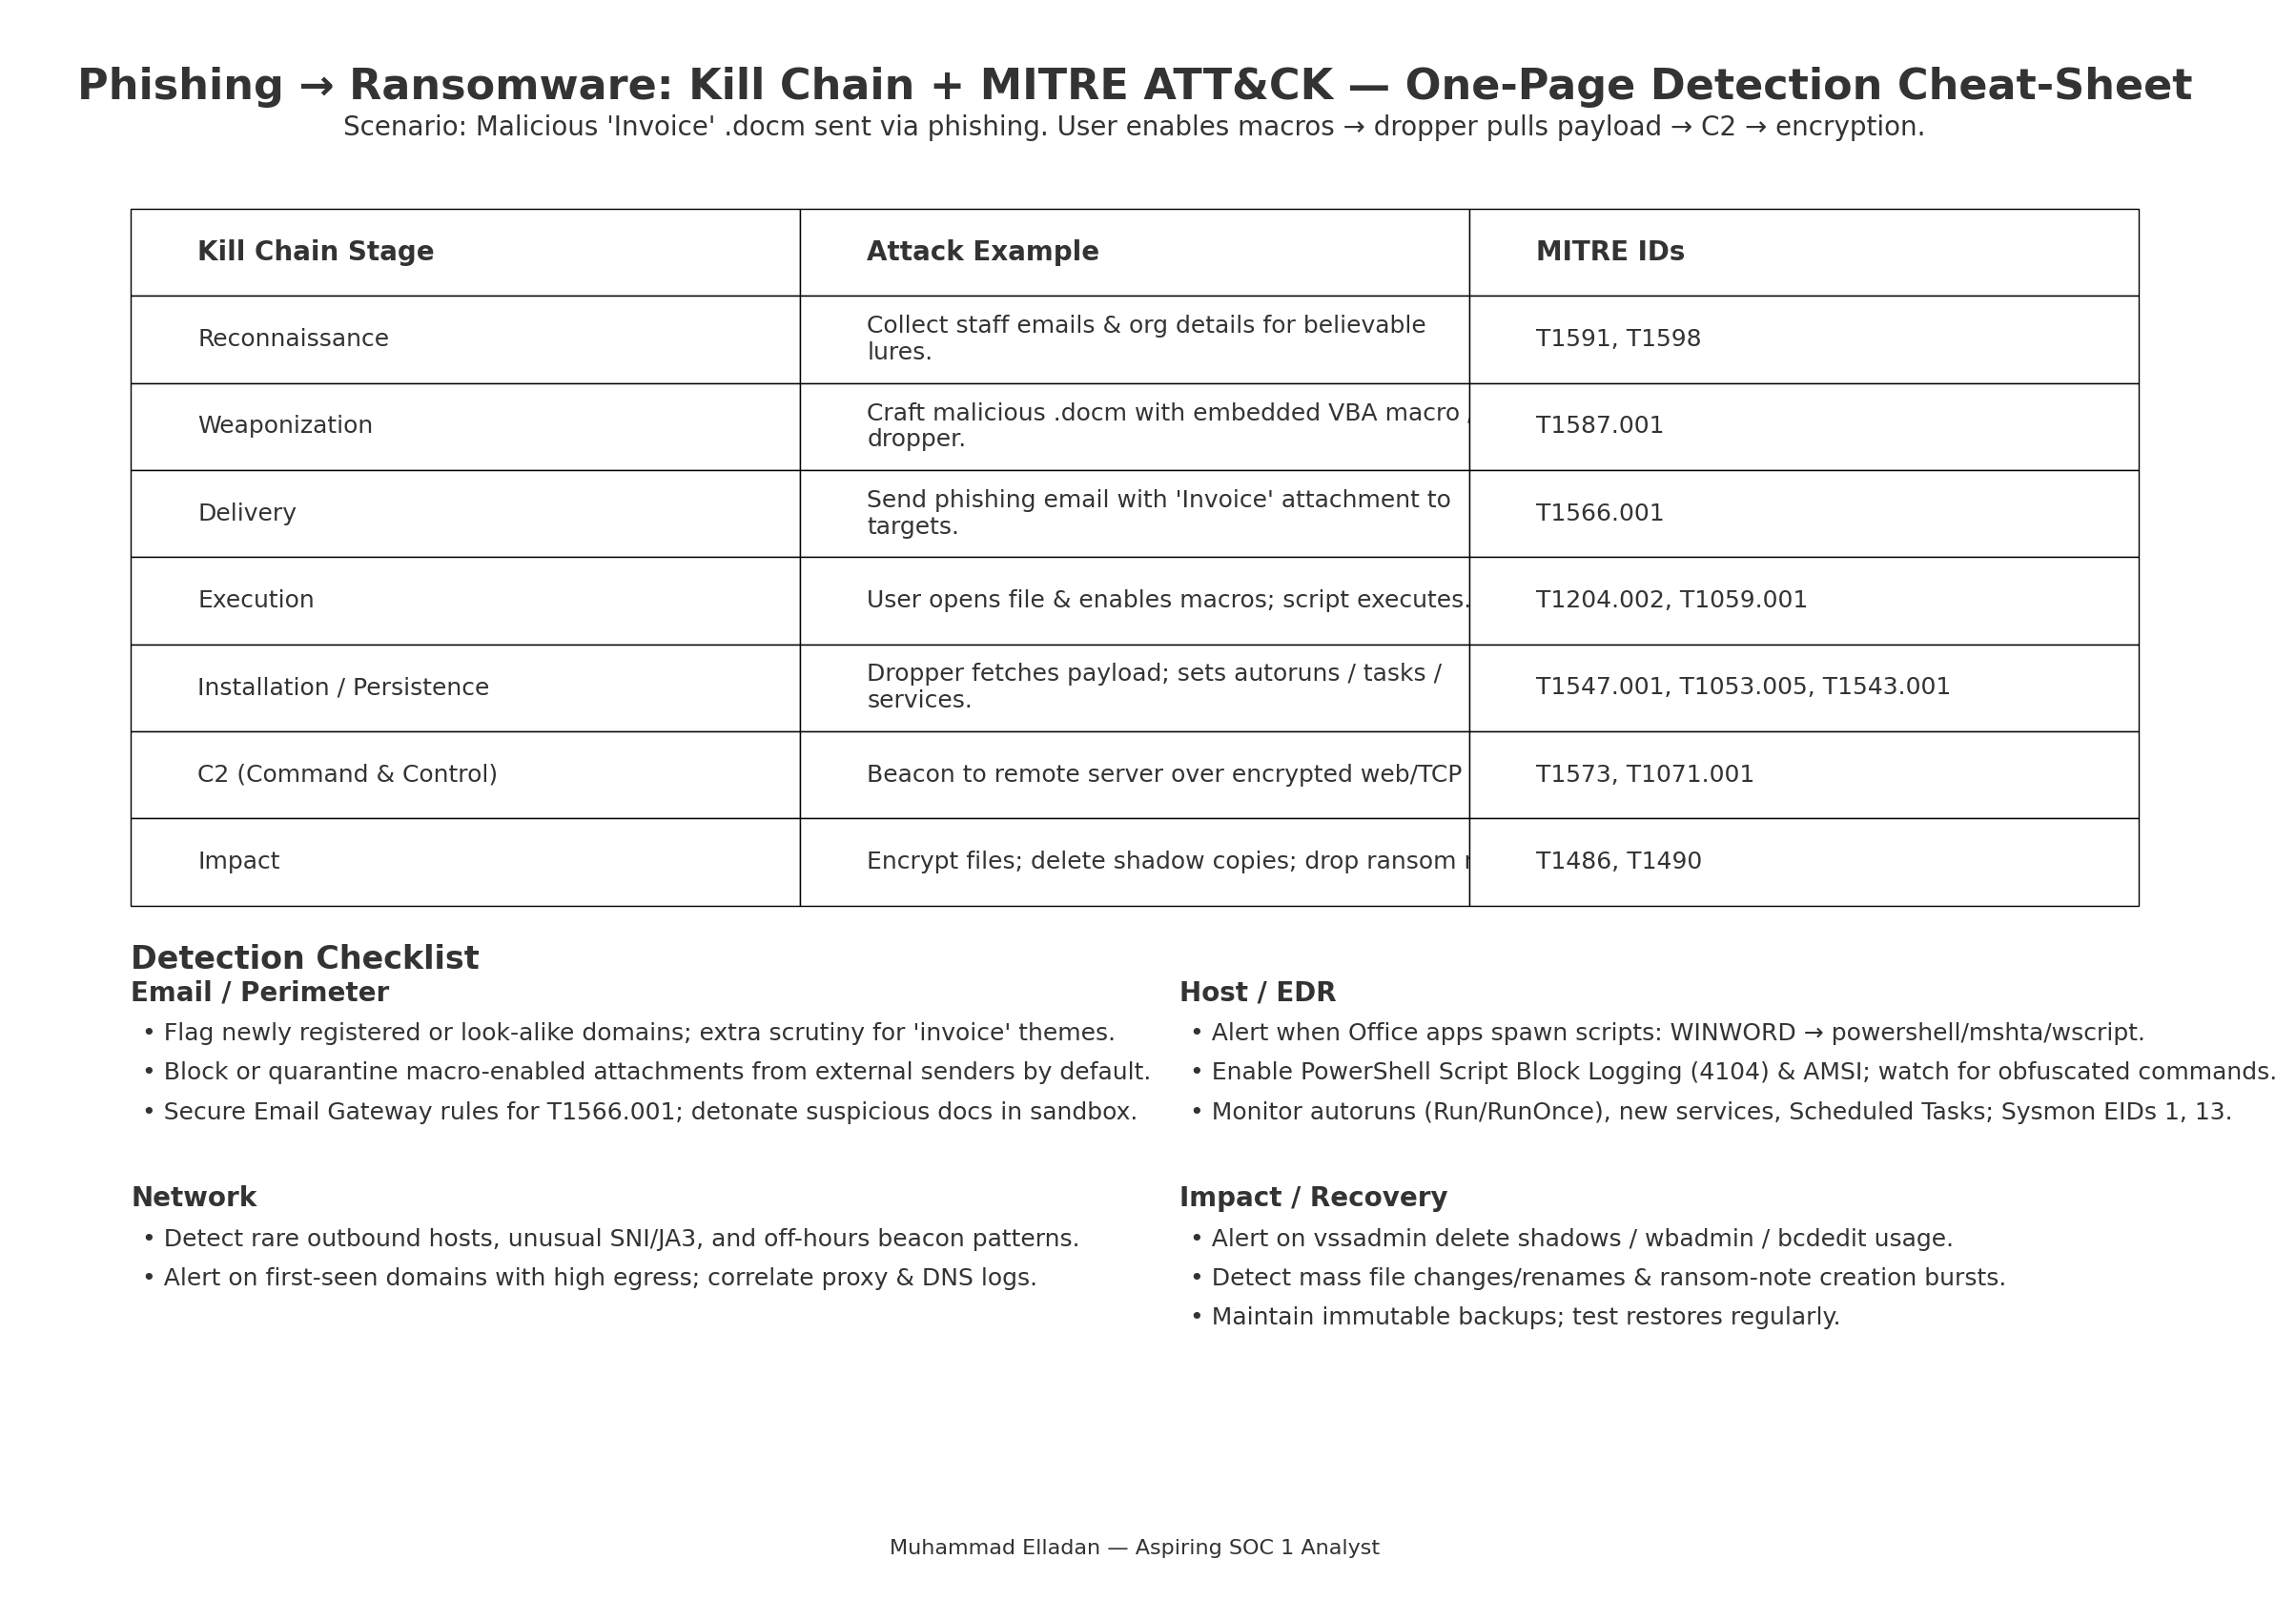 Phishing → Ransomware: Kill Chain + MITRE ATT&CK — One-Page Detection Cheat-Sheet
Scenario: Malicious 'Invoice' .docm sent via phishing. User enables macros → dropper pulls payload → C2 → encryption.
Kill Chain Stage
Attack Example
MITRE IDs
Reconnaissance
Collect staff emails & org details for believable
lures.
T1591, T1598
Weaponization
Craft malicious .docm with embedded VBA macro
dropper.
T1587.001
Delivery
Send phishing email with 'Invoice' attachment to
targets.
T1566.001
Execution
User opens file & enables macros; script executes.
T1204.002, T1059.001
Installation / Persistence
Dropper fetches payload; sets autoruns / tasks /
services.
T1547.001, T1053.005, T1543.001
C2 (Command & Control)
Beacon to remote server over encrypted web/TCP
T1573, T1071.001
Impact
Encrypt files; delete shadow copies; drop ransom
T1486, T1490
Detection Checklist
Email / Perimeter
• Flag newly registered or look-alike domains; extra scrutiny for 'invoice' themes.
• Block or quarantine macro-enabled attachments from external senders by default.
• Secure Email Gateway rules for T1566.001; detonate suspicious docs in sandbox.
Host / EDR
• Alert when Office apps spawn scripts: WINWORD → powershell/mshta/wscript.
• Enable PowerShell Script Block Logging (4104) & AMSI; watch for obfuscated commands.
• Monitor autoruns (Run/RunOnce), new services, Scheduled Tasks; Sysmon EIDs 1, 13.
Network
• Detect rare outbound hosts, unusual SNI/JA3, and off-hours beacon patterns.
• Alert on first-seen domains with high egress; correlate proxy & DNS logs.
Impact / Recovery
• Alert on vssadmin delete shadows / wbadmin / bcdedit usage.
• Detect mass file changes/renames & ransom-note creation bursts.
• Maintain immutable backups; test restores regularly.
Muhammad Elladan — Aspiring SOC 1 Analyst